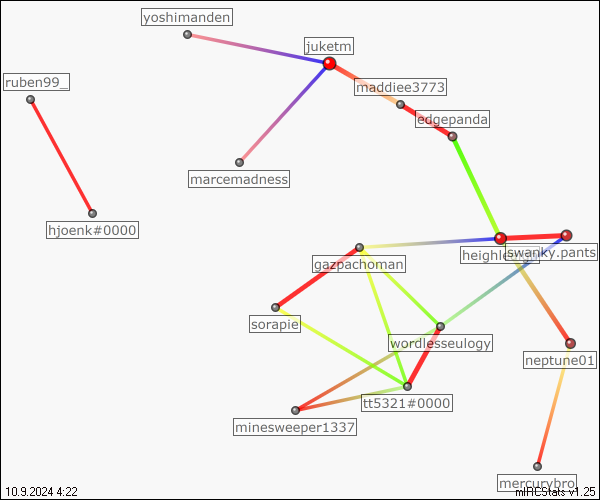 yoshimanden
juketm
ruben99_
maddiee3773
edgepanda
marcemadness
hjoenk#0000
swanky.pants
gazpachoman
sorapie
wordlesseulogy
neptune01
tt5321#0000
minesweeper1337
mercurybro
10.9.2024 4:22
mIRCStats v1.25